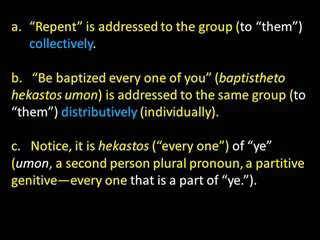 a. “Repent” is addressed to the group (to “them”)
collectively.
b. “Be baptized every one of you” (baptistheto
hekastos umon) is addressed to the same group (to
“them”) distributively (individually).
c. Notice, it is hekastos (“every one”) of “ye”
(umon, a second person plural pronoun, a partitive
genitive—every one that is a part of “ye.”).